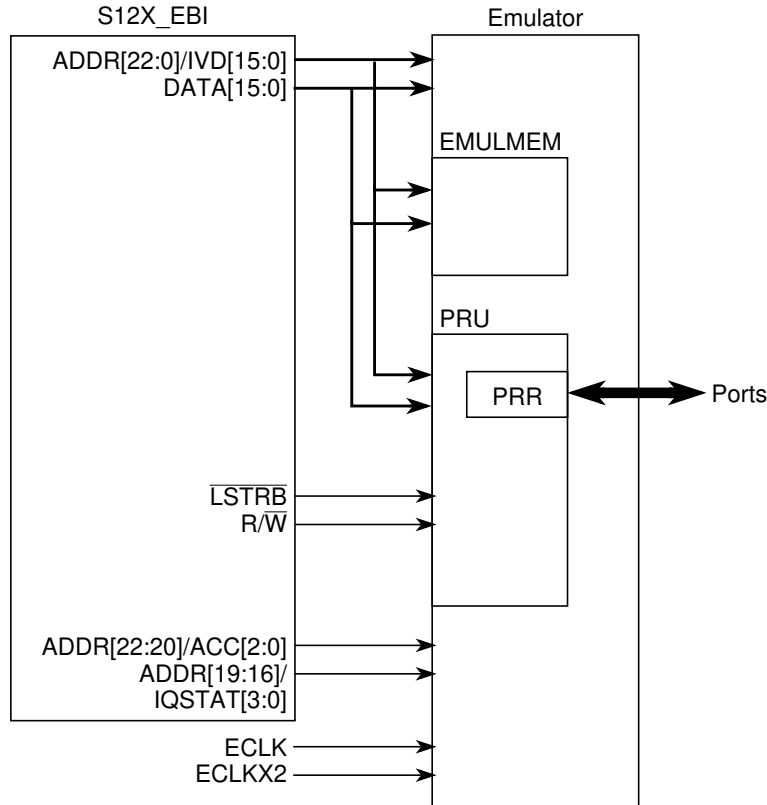 S12X_EBI
Emulator
ADDR[22:0]/IVD[15:0]
DATA[15:0]
EMULMEM
PRU
PRR
Ports
LSTRB
R/W
ADDR[22:20]/ACC[2:0]
ADDR[19:16]/
IQSTAT[3:0]
ECLK
ECLKX2